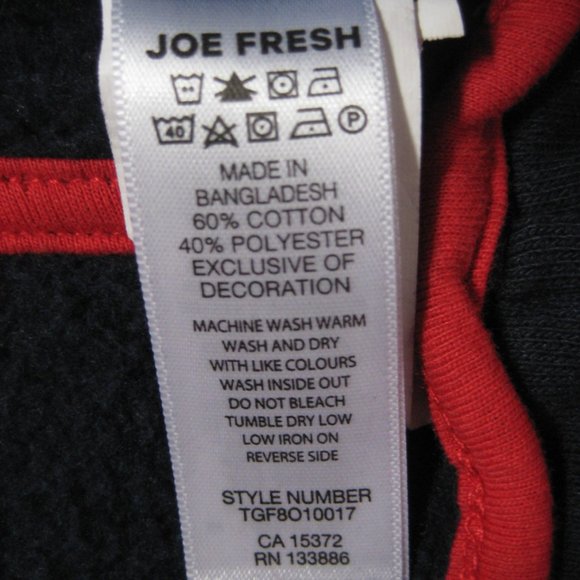 JOE FRESH
40 P
MADE IN
BANGLADESH
60% COTTON
40% POLYESTER
EXCLUSIVE OF
DECORATION
MACHINE WASH WARM
WASH AND DRY
WITH LIKE COLOURS
WASH INSIDE OUT
DO NOT BLEACH
TUMBLE DRY LOW
LOW IRON ON
REVERSE SIDE
STYLE NUMBER
TGF8O10017
CA 15372
RN 133886